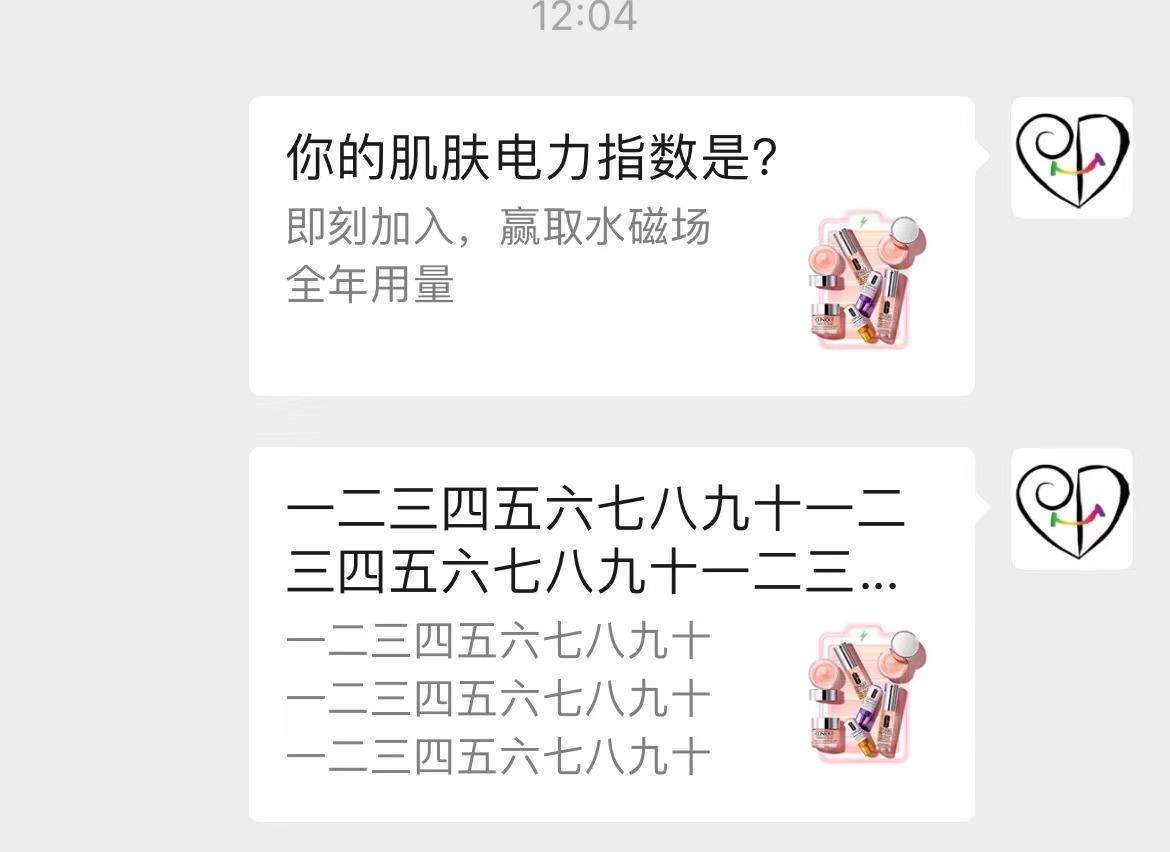 12:04
你的肌肤电力指数是？
即刻加入，赢取水磁场
全年用量
CLINIQUE
一二三四五六七八九十一二
三四五六七八九十一二三...
一二三四五六七八九十
一二三四五六七八九十
一二三四五六七八九十
CLINIQUE